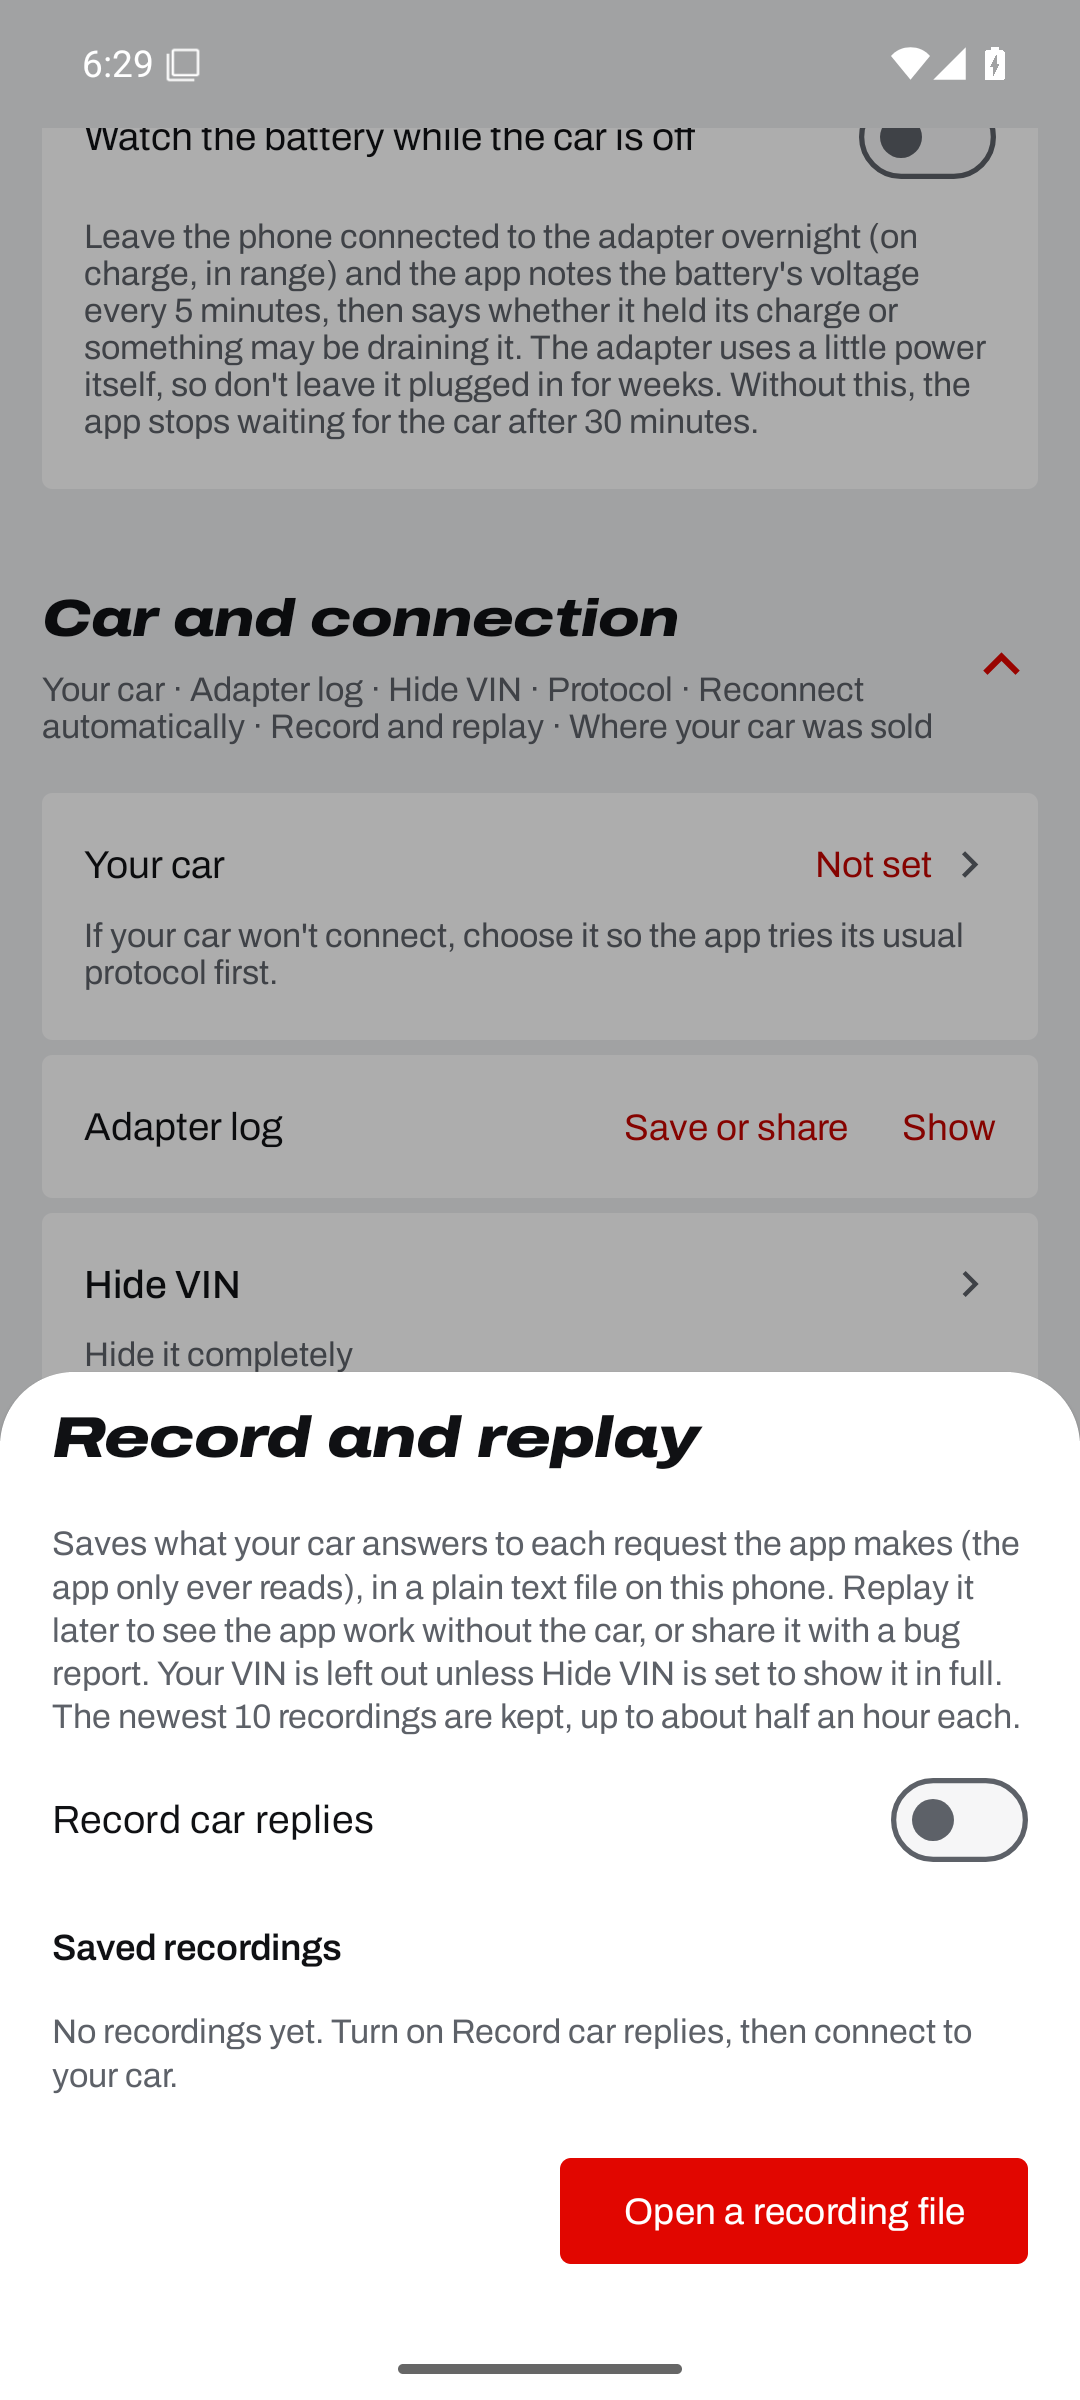 6:29
Watch the battery while the car is off
Leave the phone connected to the adapter overnight (on
charge, in range) and the app notes the battery's voltage
every 5 minutes, then says whether it held its charge or
something may be draining it. The adapter uses a little power
itself, so don't leave it plugged in for weeks. Without this, the
app stops waiting for the car after 30 minutes.
Car and connection
Your car · Adapter log · Hide VIN · Protocol · Reconnect
automatically · Record and replay · Where your car was sold
Your car Not set
If your car won't connect, choose it so the app tries its usual
protocol first.
Adapter log Save or share Show
Hide VIN
Hide it completely
Record and replay
Saves what your car answers to each request the app makes (the
app only ever reads), in a plain text file on this phone. Replay it
later to see the app work without the car, or share it with a bug
report. Your VIN is left out unless Hide VIN is set to show it in full.
The newest 10 recordings are kept, up to about half an hour each.
Record car replies
Saved recordings
No recordings yet. Turn on Record car replies, then connect to
your car.
Open a recording file